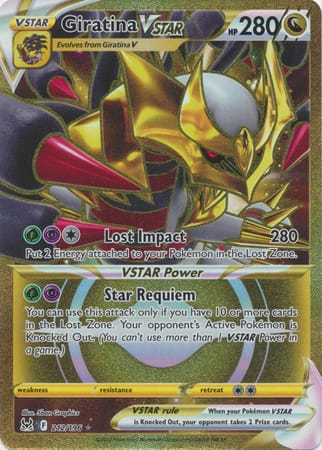 VSTAR Giratina VSTAR HP 280
Evolves from Giratina V
Lost Impact 280
Put 2 Energy attached to your Pokémon in the Lost Zone.
VSTAR Power
Star Requiem
You can use this attack only if you have 10 or more cards
in the Lost Zone. Your opponent's Active Pokémon is
Knocked Out. (You can't use more than 1 VSTAR Power in
a game.)
weakness resistance retreat
VSTAR rule When your Pokémon VSTAR
is Knocked Out, your opponent takes 2 Prize cards.
Illus. 5ban Graphics
F 212/196